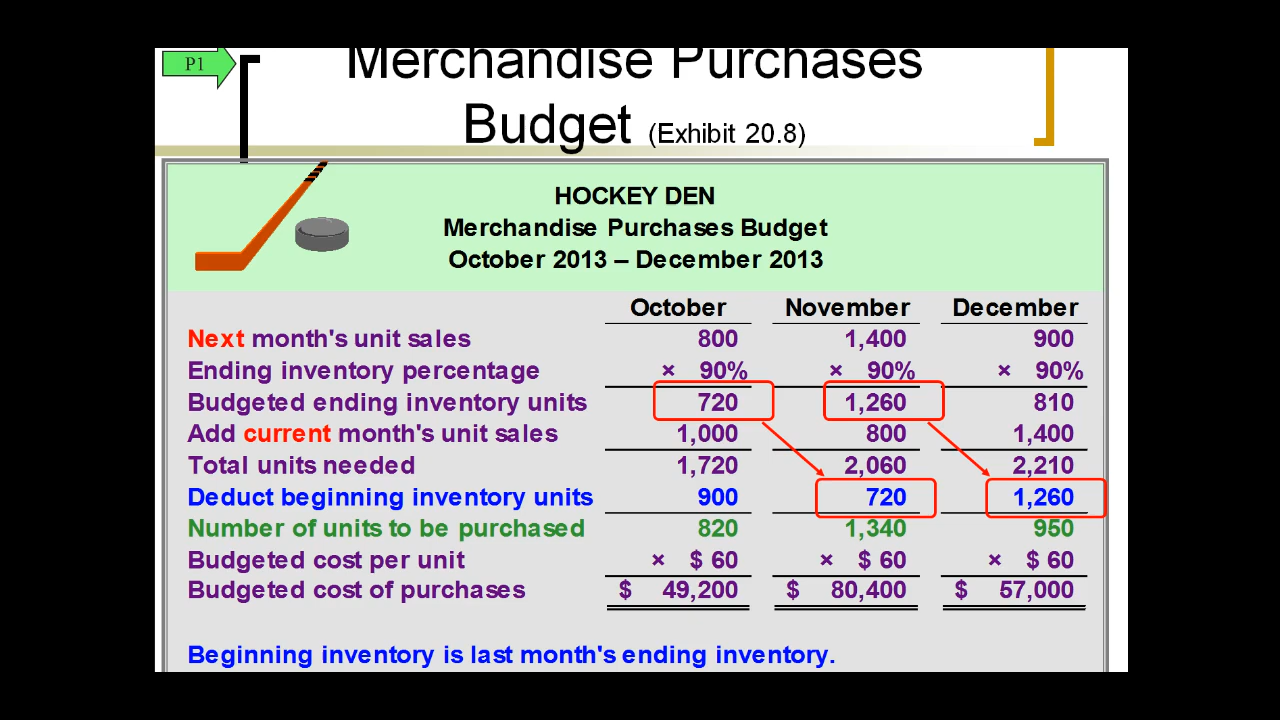 P1
Merchandise Purchases
Budget (Exhibit 20.8)
HOCKEY DEN
Merchandise Purchases Budget
October 2013 – December 2013
October November December
Next month's unit sales 800 1,400 900
Ending inventory percentage × 90% × 90% × 90%
Budgeted ending inventory units 720 1,260 810
Add current month's unit sales 1,000 800 1,400
Total units needed 1,720 2,060 2,210
Deduct beginning inventory units 900 720 1,260
Number of units to be purchased 820 1,340 950
Budgeted cost per unit × $ 60 × $ 60 × $ 60
Budgeted cost of purchases $ 49,200 $ 80,400 $ 57,000
Beginning inventory is last month's ending inventory.